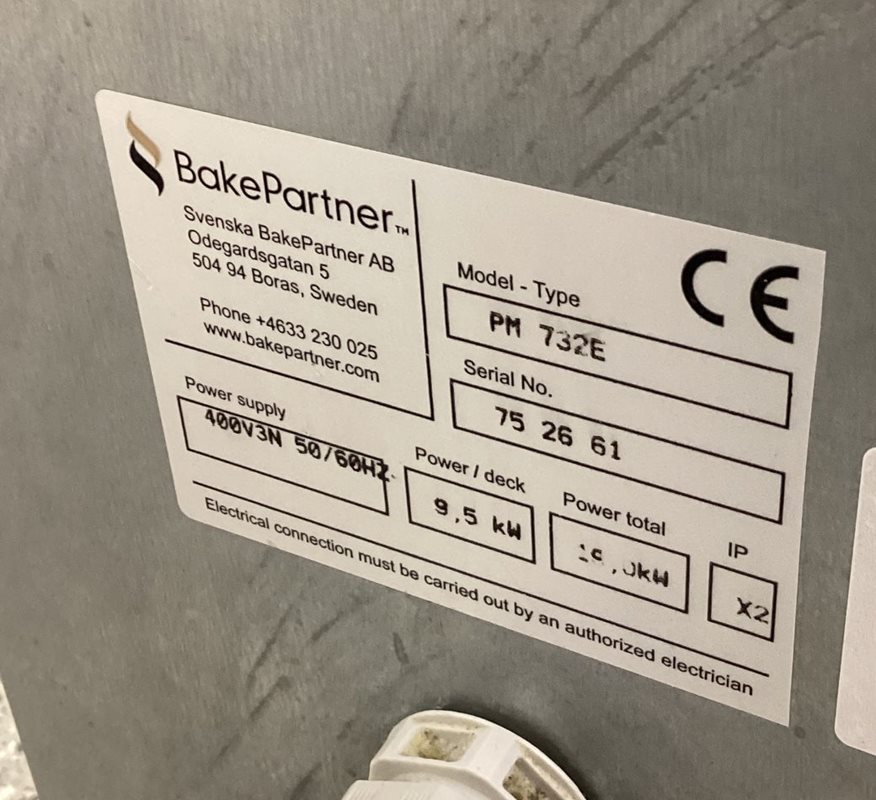 BakePartner™
Svenska BakePartner AB
Odegardsgatan 5
504 94 Boras, Sweden
Phone +4633 230 025
www.bakepartner.com
CE
Model - Type
PM 732E
Serial No.
75 26 61
Power supply
400V3N 50/60HZ
Power / deck
9,5 kW
Power total
IP
X2
Electrical connection must be carried out by an authorized electrician